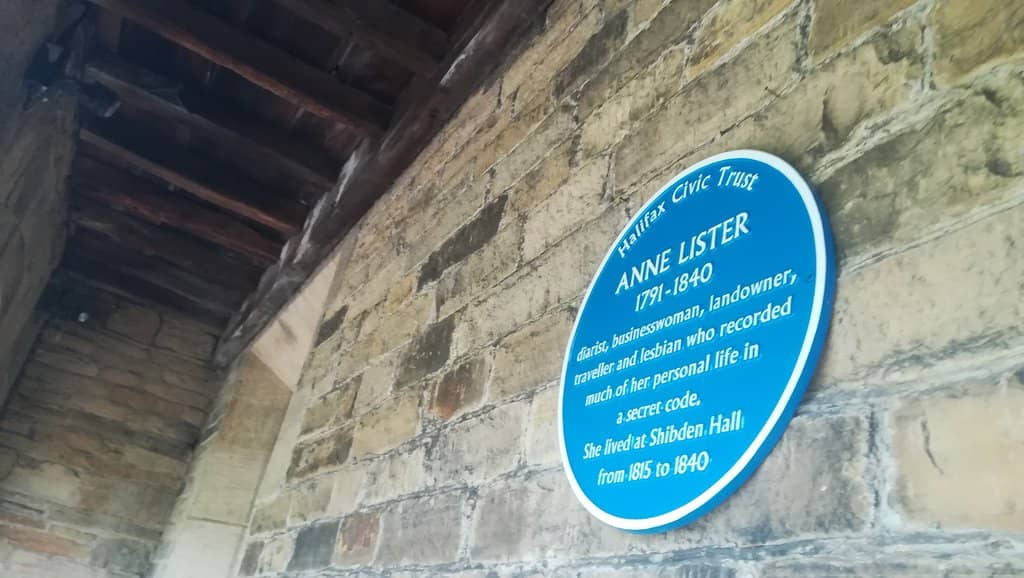 Halifax Civic Trust
ANNE LISTER
1791-1840
diarist, businesswoman, landowner,
traveller and lesbian who recorded
much of her personal life in
a secret code.
She lived at Shibden Hall
from 1815 to 1840